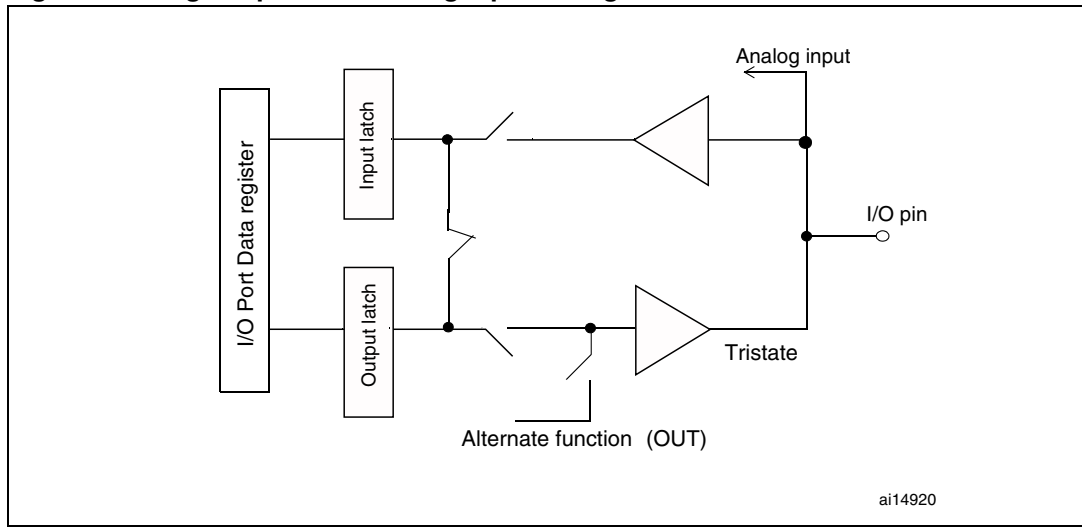 Analog input
Input latch
I/O Port Data register
I/O pin
Output latch
Tristate
Alternate function (OUT)
ai14920